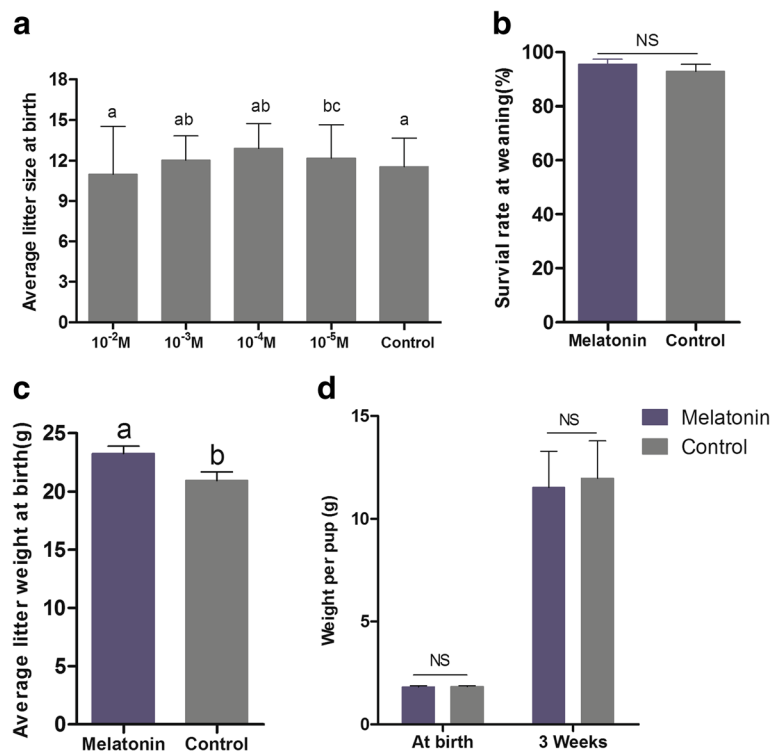 a
Average litter size at birth
18
15
12
9
6
3
0
a
ab
ab
bc
a
10-2M
10-3M
10-4M
10-5M
Control
b
Survial rate at weaning(%)
100
80
60
40
20
0
NS
Melatonin
Control
c
Average litter weight at birth(g)
25
20
15
10
5
0
a
b
Melatonin
Control
d
Weight per pup (g)
15
10
5
0
NS
NS
At birth
3 Weeks
Melatonin
Control